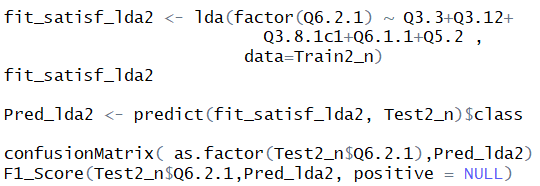 fit_satisf_lda2 <- lda(factor(Q6.2.1) ~ Q3.3+Q3.12+
Q3.8.1c1+Q6.1.1+Q5.2 ,
data=Train2_n)
fit_satisf_lda2
Pred_lda2 <- predict(fit_satisf_lda2, Test2_n)$class
confusionMatrix( as.factor(Test2_n$Q6.2.1),Pred_lda2)
F1_Score(Test2_n$Q6.2.1,Pred_lda2, positive = NULL)